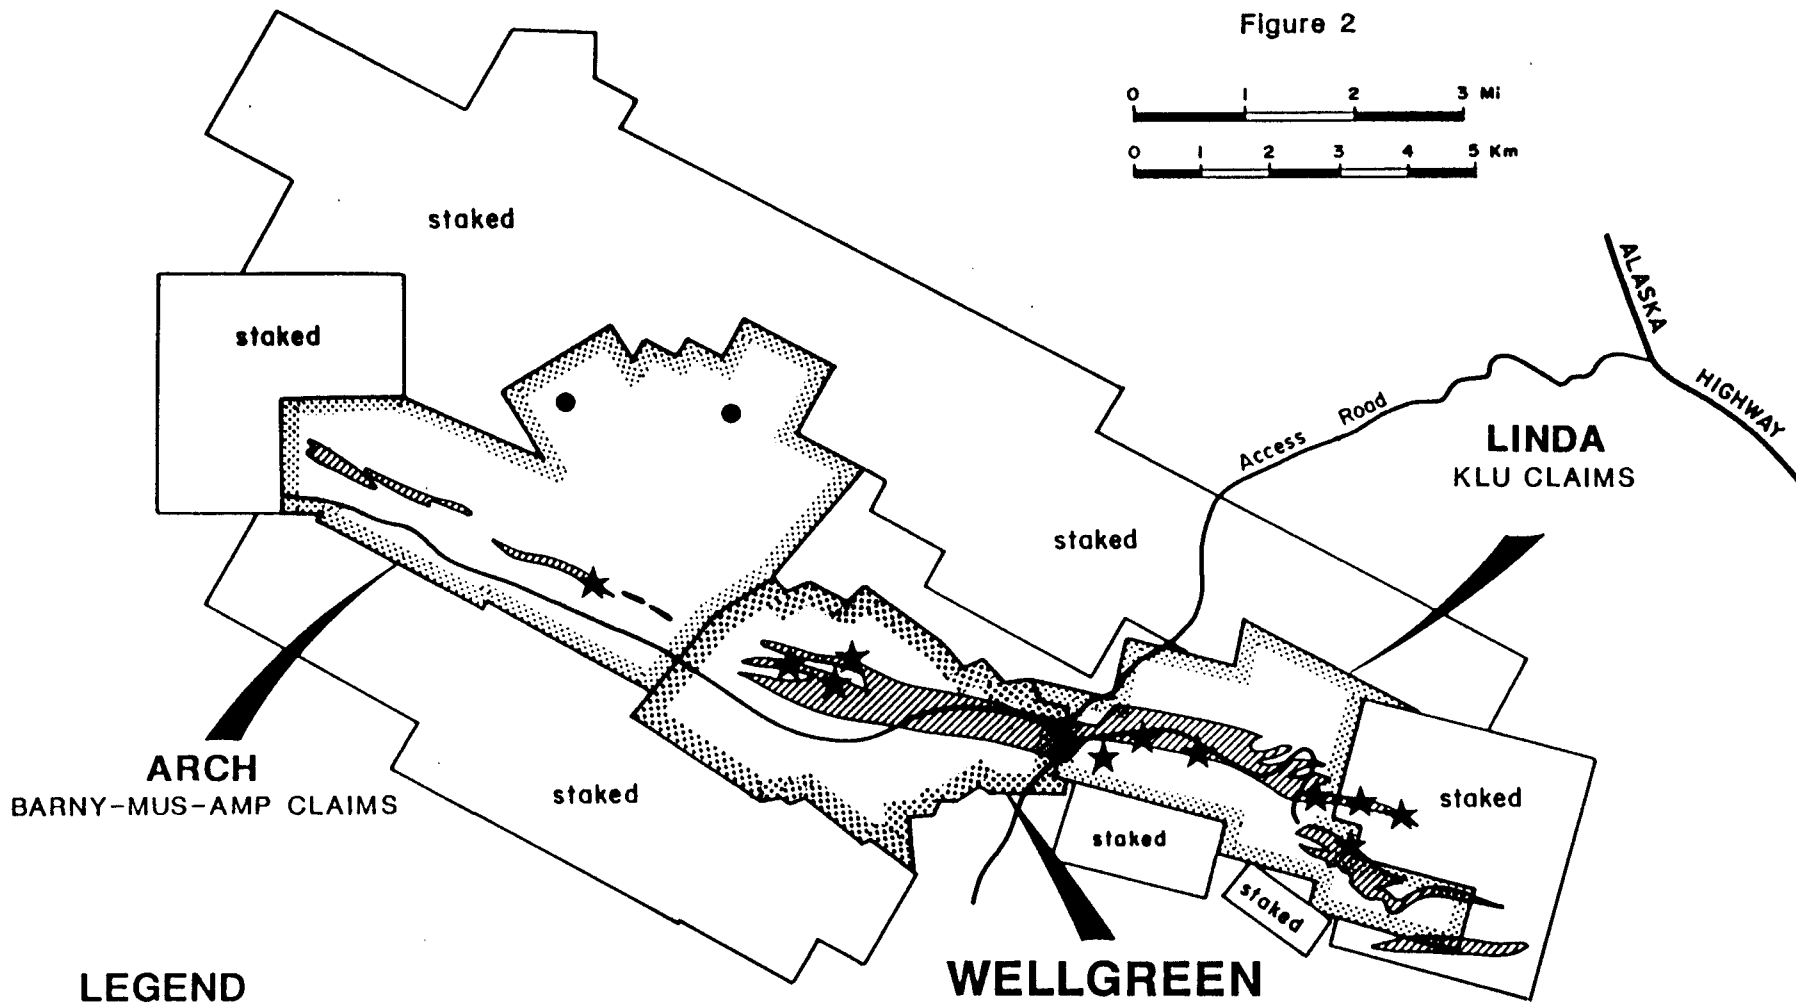 Figure 2
0 1 2 3 Mi
0 1 2 3 4 5 Km
staked
staked
ALASKA
HIGHWAY
Access Road
LINDA
KLU CLAIMS
staked
ARCH
BARNY-MUS-AMP CLAIMS
staked
staked
staked
staked
WELLGREEN
LEGEND